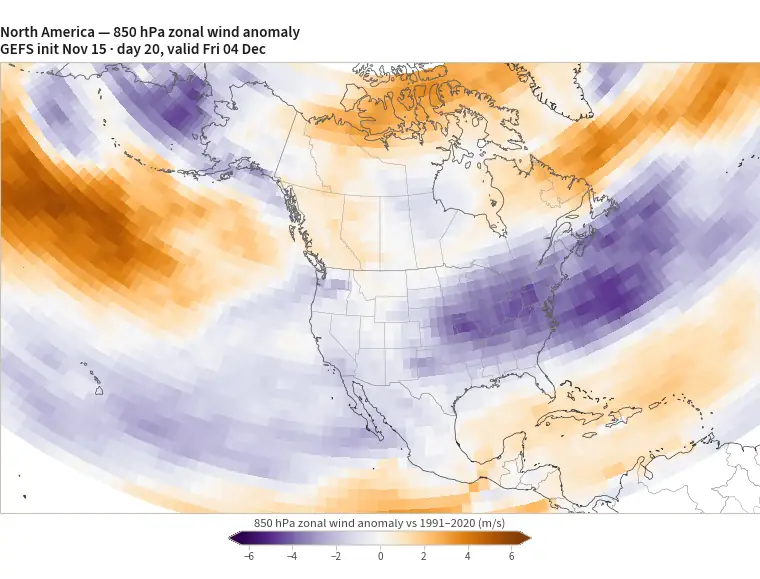 North America — 850 hPa zonal wind anomaly
GEFS init Nov 15 · day 20, valid Fri 04 Dec
850 hPa zonal wind anomaly vs 1991–2020 (m/s)
−6 −4 −2 0 2 4 6